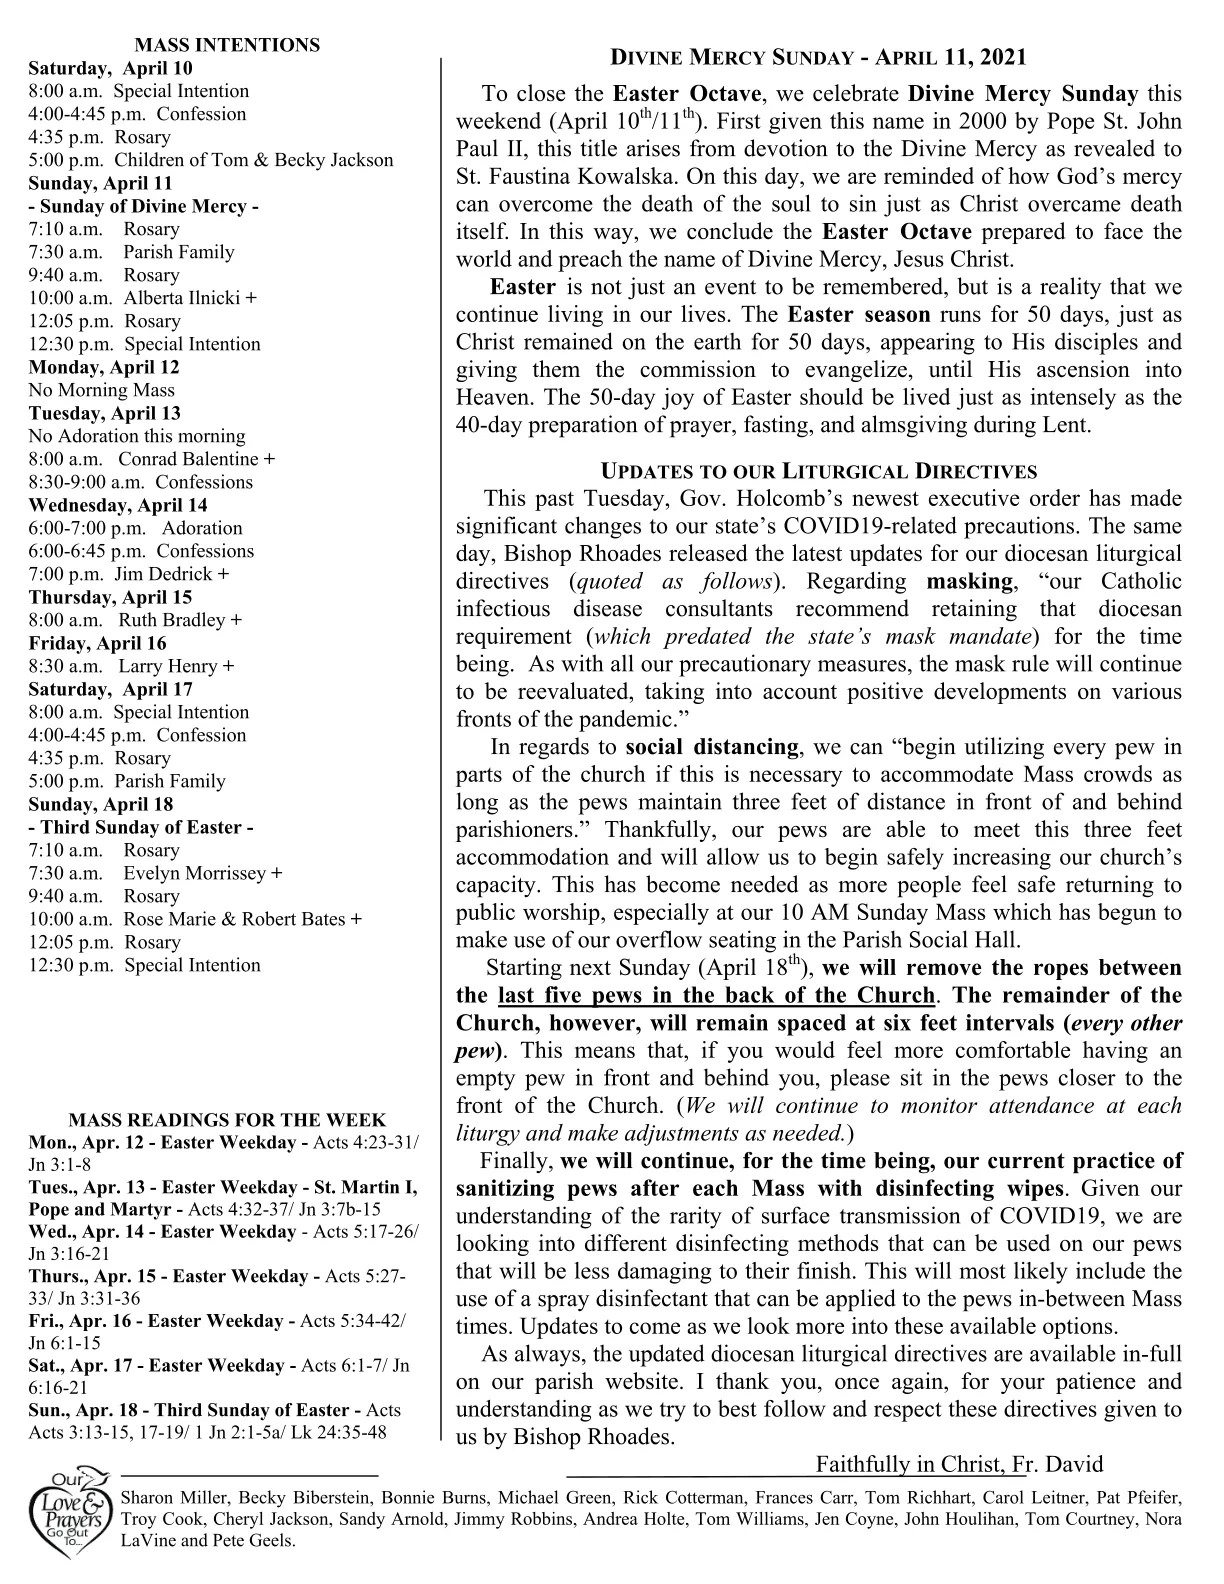 MASS INTENTIONS
Saturday,  April 10
8:00 a.m.  Special Intention
4:00-4:45 p.m.  Confession
4:35 p.m.  Rosary
5:00 p.m.  Children of Tom & Becky Jackson
Sunday, April 11
- Sunday of Divine Mercy -
7:10 a.m.    Rosary
7:30 a.m.    Parish Family
9:40 a.m.    Rosary
10:00 a.m.  Alberta Ilnicki +
12:05 p.m.  Rosary
12:30 p.m.  Special Intention
Monday, April 12
No Morning Mass
Tuesday, April 13
No Adoration this morning
8:00 a.m.   Conrad Balentine +
8:30-9:00 a.m.  Confessions
Wednesday, April 14
6:00-7:00 p.m.   Adoration
6:00-6:45 p.m.  Confessions
7:00 p.m.  Jim Dedrick +
Thursday, April 15
8:00 a.m.   Ruth Bradley +
Friday, April 16
8:30 a.m.   Larry Henry +
Saturday,  April 17
8:00 a.m.  Special Intention
4:00-4:45 p.m.  Confession
4:35 p.m.  Rosary
5:00 p.m.  Parish Family
Sunday, April 18
- Third Sunday of Easter -
7:10 a.m.    Rosary
7:30 a.m.    Evelyn Morrissey +
9:40 a.m.    Rosary
10:00 a.m.  Rose Marie & Robert Bates +
12:05 p.m.  Rosary
12:30 p.m.  Special Intention
MASS READINGS FOR THE WEEK
Mon., Apr. 12 - Easter Weekday - Acts 4:23-31/
Jn 3:1-8
Tues., Apr. 13 - Easter Weekday - St. Martin I,
Pope and Martyr - Acts 4:32-37/ Jn 3:7b-15
Wed., Apr. 14 - Easter Weekday - Acts 5:17-26/
Jn 3:16-21
Thurs., Apr. 15 - Easter Weekday - Acts 5:27-
33/ Jn 3:31-36
Fri., Apr. 16 - Easter Weekday - Acts 5:34-42/
Jn 6:1-15
Sat., Apr. 17 - Easter Weekday - Acts 6:1-7/ Jn
6:16-21
Sun., Apr. 18 - Third Sunday of Easter - Acts
Acts 3:13-15, 17-19/ 1 Jn 2:1-5a/ Lk 24:35-48
DIVINE MERCY SUNDAY - APRIL 11, 2021
To close the Easter Octave, we celebrate Divine Mercy Sunday this
weekend (April 10th/11th). First given this name in 2000 by Pope St. John
Paul II, this title arises from devotion to the Divine Mercy as revealed to
St. Faustina Kowalska. On this day, we are reminded of how God’s mercy
can overcome the death of the soul to sin just as Christ overcame death
itself. In this way, we conclude the Easter Octave prepared to face the
world and preach the name of Divine Mercy, Jesus Christ.
Easter is not just an event to be remembered, but is a reality that we
continue living in our lives. The Easter season runs for 50 days, just as
Christ remained on the earth for 50 days, appearing to His disciples and
giving them the commission to evangelize, until His ascension into
Heaven. The 50-day joy of Easter should be lived just as intensely as the
40-day preparation of prayer, fasting, and almsgiving during Lent.
UPDATES TO OUR LITURGICAL DIRECTIVES
This past Tuesday, Gov. Holcomb’s newest executive order has made
significant changes to our state’s COVID19-related precautions. The same
day, Bishop Rhoades released the latest updates for our diocesan liturgical
directives (quoted as follows). Regarding masking, “our Catholic
infectious disease consultants recommend retaining that diocesan
requirement (which predated the state’s mask mandate) for the time
being.  As with all our precautionary measures, the mask rule will continue
to be reevaluated, taking into account positive developments on various
fronts of the pandemic.”
In regards to social distancing, we can “begin utilizing every pew in
parts of the church if this is necessary to accommodate Mass crowds as
long as the pews maintain three feet of distance in front of and behind
parishioners.” Thankfully, our pews are able to meet this three feet
accommodation and will allow us to begin safely increasing our church’s
capacity. This has become needed as more people feel safe returning to
public worship, especially at our 10 AM Sunday Mass which has begun to
make use of our overflow seating in the Parish Social Hall.
Starting next Sunday (April 18th), we will remove the ropes between
the last five pews in the back of the Church. The remainder of the
Church, however, will remain spaced at six feet intervals (every other
pew). This means that, if you would feel more comfortable having an
empty pew in front and behind you, please sit in the pews closer to the
front of the Church. (We will continue to monitor attendance at each
liturgy and make adjustments as needed.)
Finally, we will continue, for the time being, our current practice of
sanitizing pews after each Mass with disinfecting wipes. Given our
understanding of the rarity of surface transmission of COVID19, we are
looking into different disinfecting methods that can be used on our pews
that will be less damaging to their finish. This will most likely include the
use of a spray disinfectant that can be applied to the pews in-between Mass
times. Updates to come as we look more into these available options.
As always, the updated diocesan liturgical directives are available in-full
on our parish website. I thank you, once again, for your patience and
understanding as we try to best follow and respect these directives given to
us by Bishop Rhoades.
Faithfully in Christ, Fr. David
Our
Love &
Prayers
Go Out
To...
Sharon Miller, Becky Biberstein, Bonnie Burns, Michael Green, Rick Cotterman, Frances Carr, Tom Richhart, Carol Leitner, Pat Pfeifer,
Troy Cook, Cheryl Jackson, Sandy Arnold, Jimmy Robbins, Andrea Holte, Tom Williams, Jen Coyne, John Houlihan, Tom Courtney, Nora
LaVine and Pete Geels.